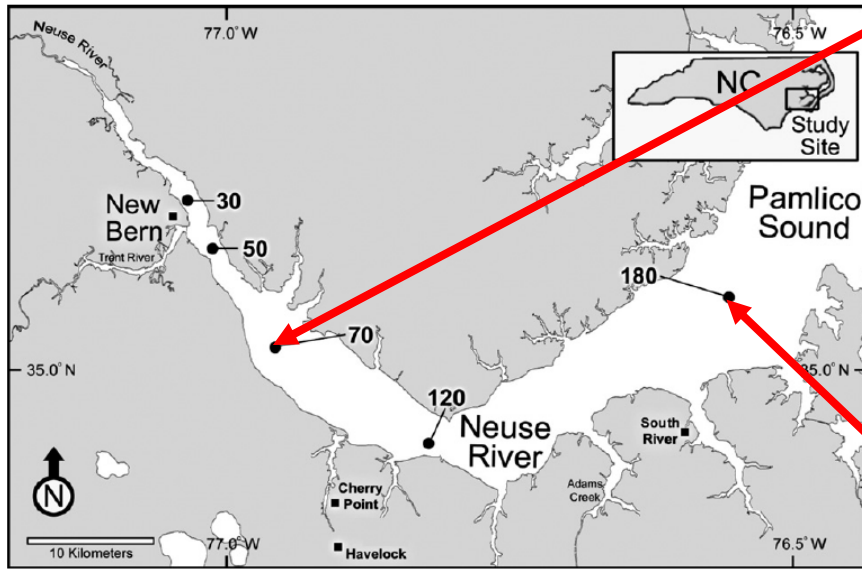 77.0° W
76.5° W
Neuse River
NC
Study
Site
30
New
Bern
Pamlico
Sound
50
Trent River
180
70
35.0° N
35.0° N
120
Neuse
River
South
River
N
Cherry
Point
Adams
Creek
10 Kilometers
77.0° W
Havelock
76.5° W